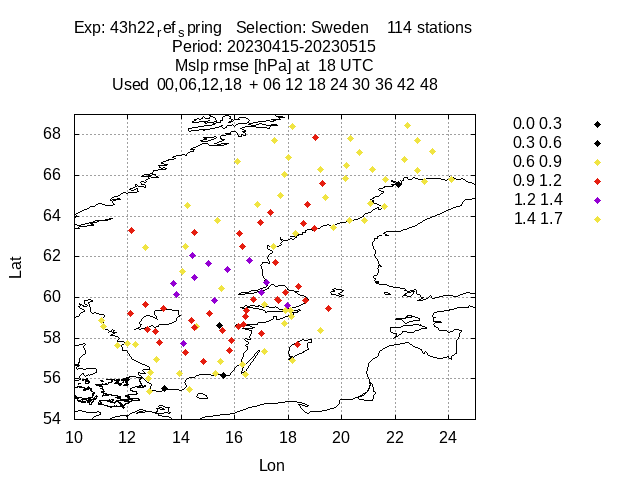 Exp: 43h22refspring Selection: Sweden 114 stations
Period: 20230415-20230515
Mslp rmse [hPa] at 18 UTC
Used 00,06,12,18 + 06 12 18 24 30 36 42 48
0.0 0.3
0.3 0.6
0.6 0.9
0.9 1.2
1.2 1.4
1.4 1.7
68
66
64
62
60
58
56
54
Lat
10 12 14 16 18 20 22 24
Lon